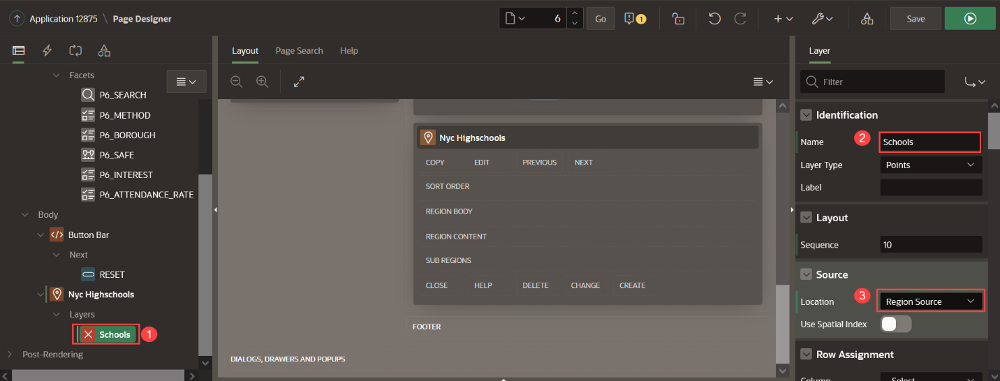 Application 12875 \ Page Designer
6
Go
1
Save
Layout
Page Search
Help
Layer
Facets
P6_SEARCH
P6_METHOD
P6_BOROUGH
P6_SAFE
P6_INTEREST
P6_ATTENDANCE_RATE
Body
Button Bar
Next
RESET
Nyc Highschools
Layers
Schools
1
Post-Rendering
Nyc Highschools
COPY EDIT PREVIOUS NEXT
SORT ORDER
REGION BODY
REGION CONTENT
SUB REGIONS
CLOSE HELP DELETE CHANGE CREATE
FOOTER
DIALOGS, DRAWERS AND POPUPS
Filter
Identification
Name 2 Schools
Layer Type Points
Label
Layout
Sequence 10
Source
Location 3 Region Source
Use Spatial Index
Row Assignment
Column - Select -